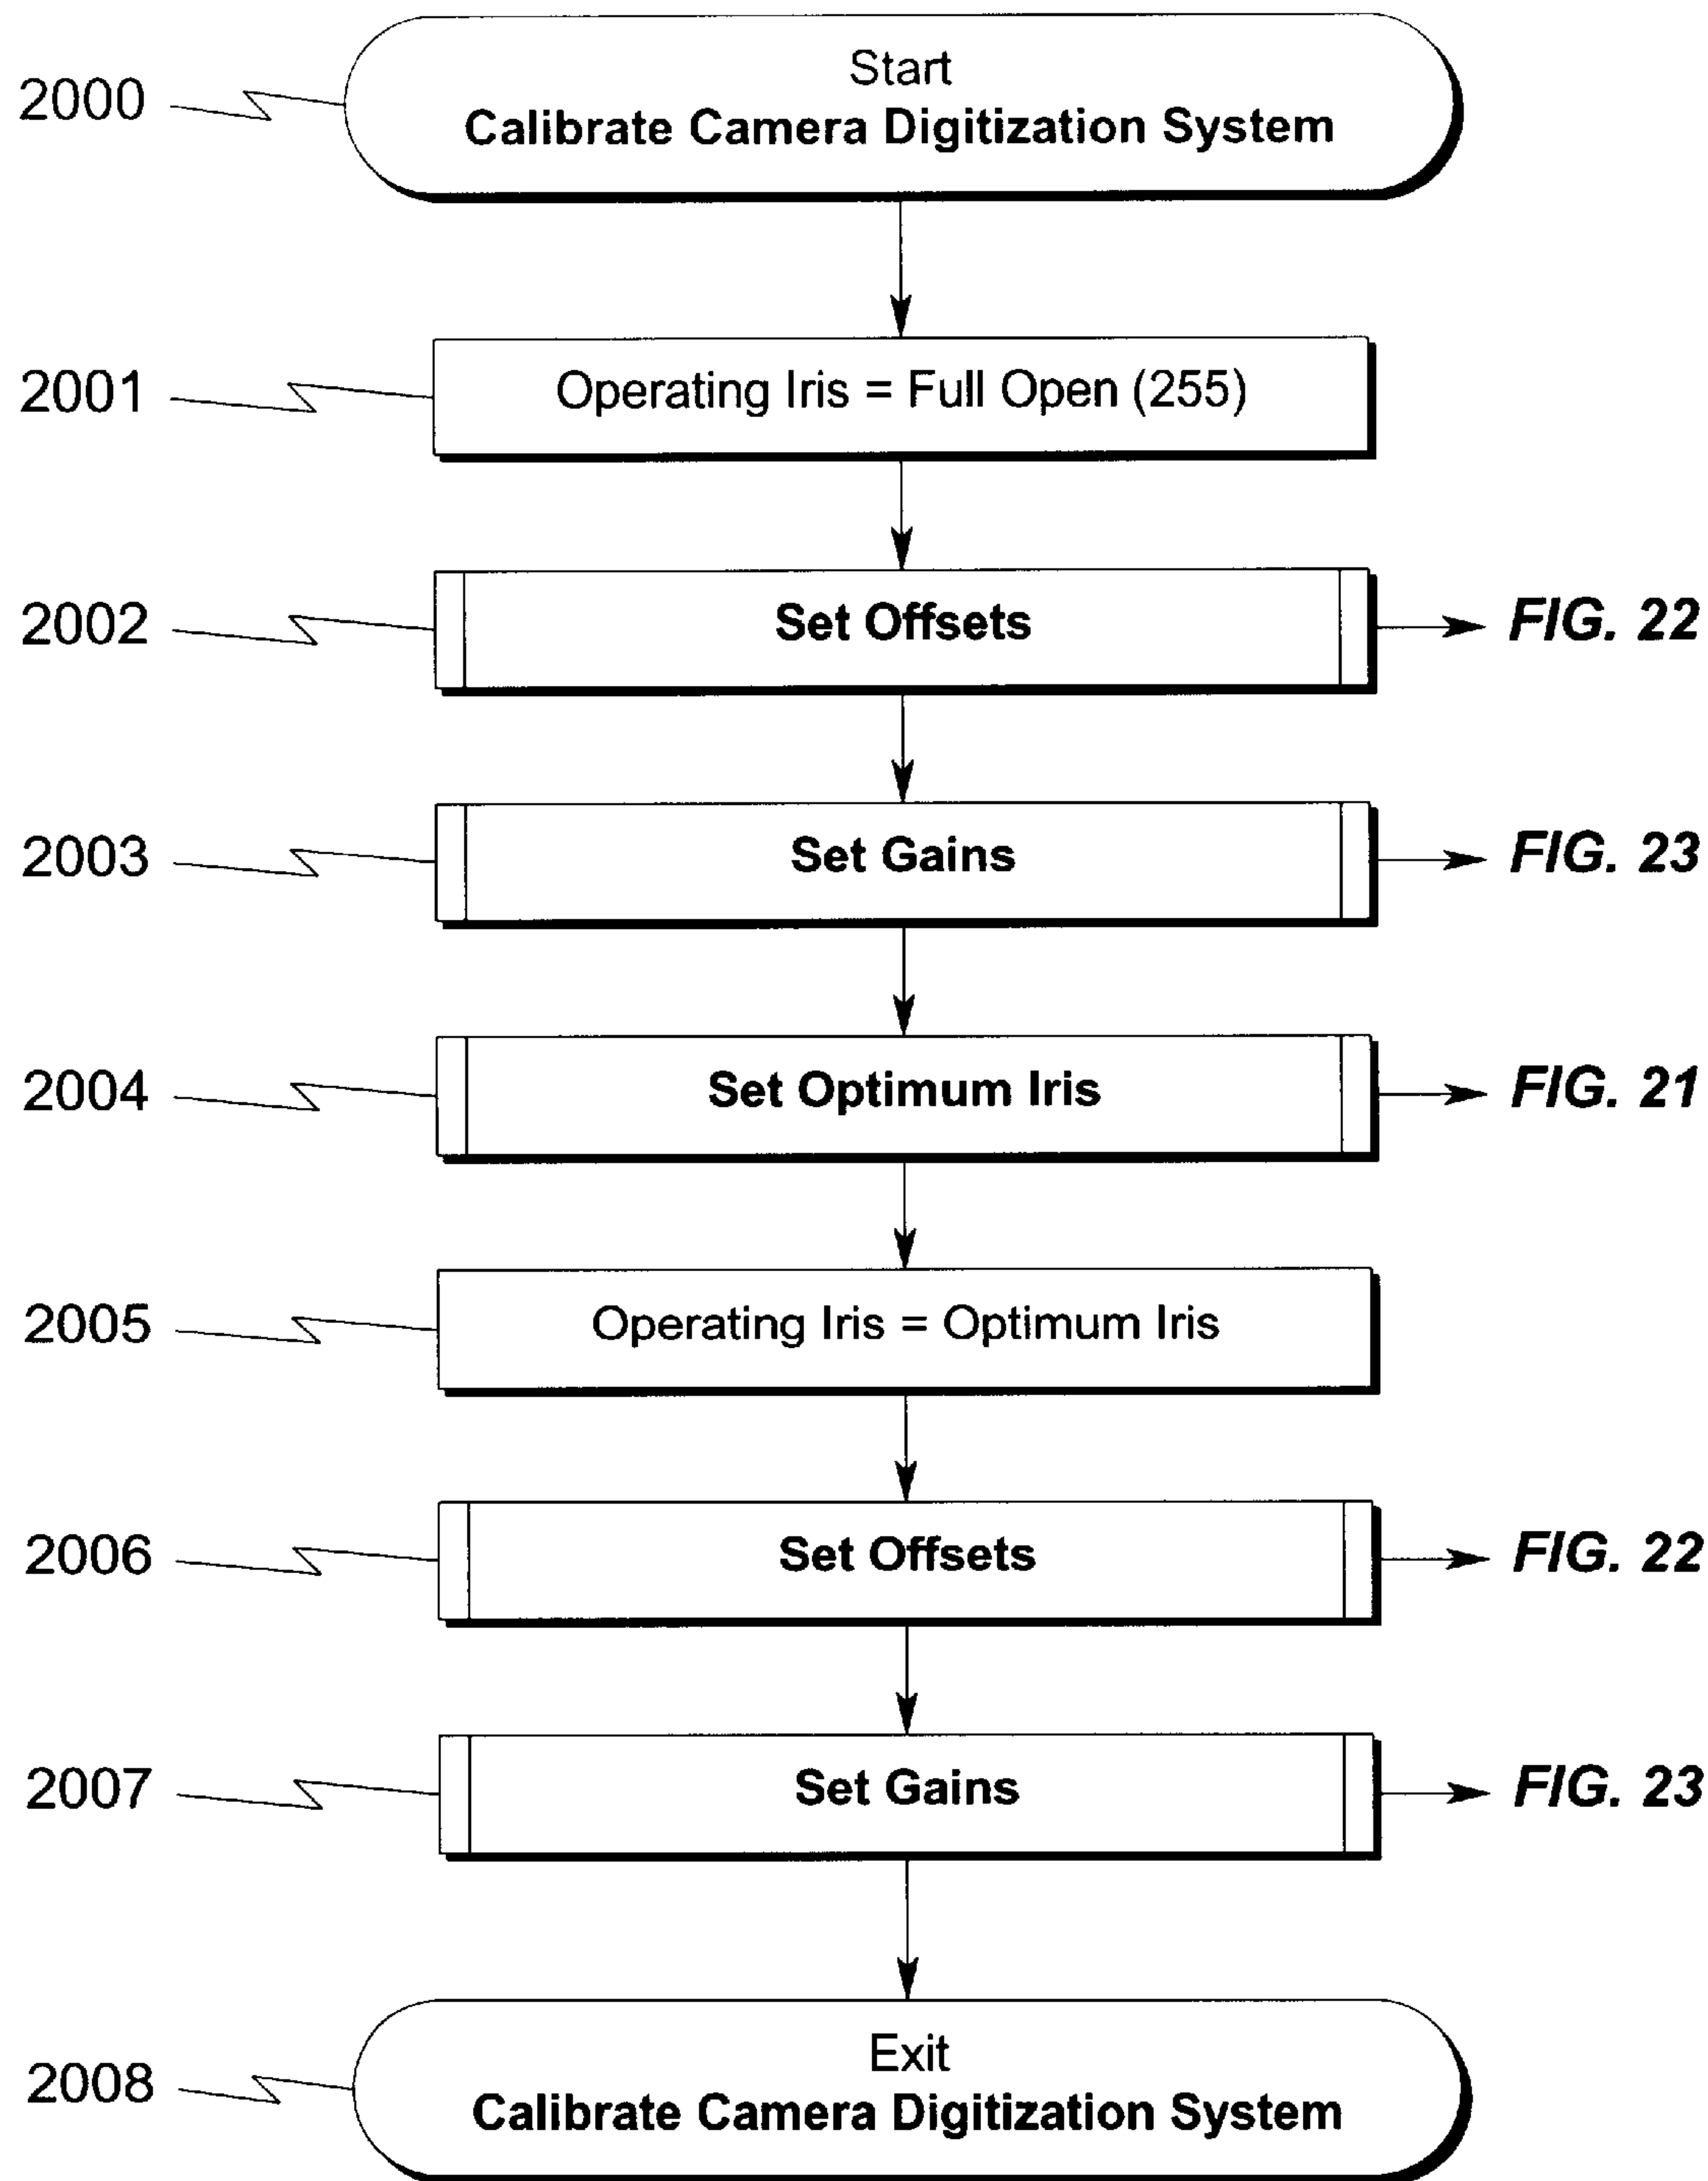 2000
Start
Calibrate Camera Digitization System
2001
Operating Iris = Full Open (255)
2002
Set Offsets
FIG. 22
2003
Set Gains
FIG. 23
2004
Set Optimum Iris
FIG. 21
2005
Operating Iris = Optimum Iris
2006
Set Offsets
FIG. 22
2007
Set Gains
FIG. 23
2008
Exit
Calibrate Camera Digitization System